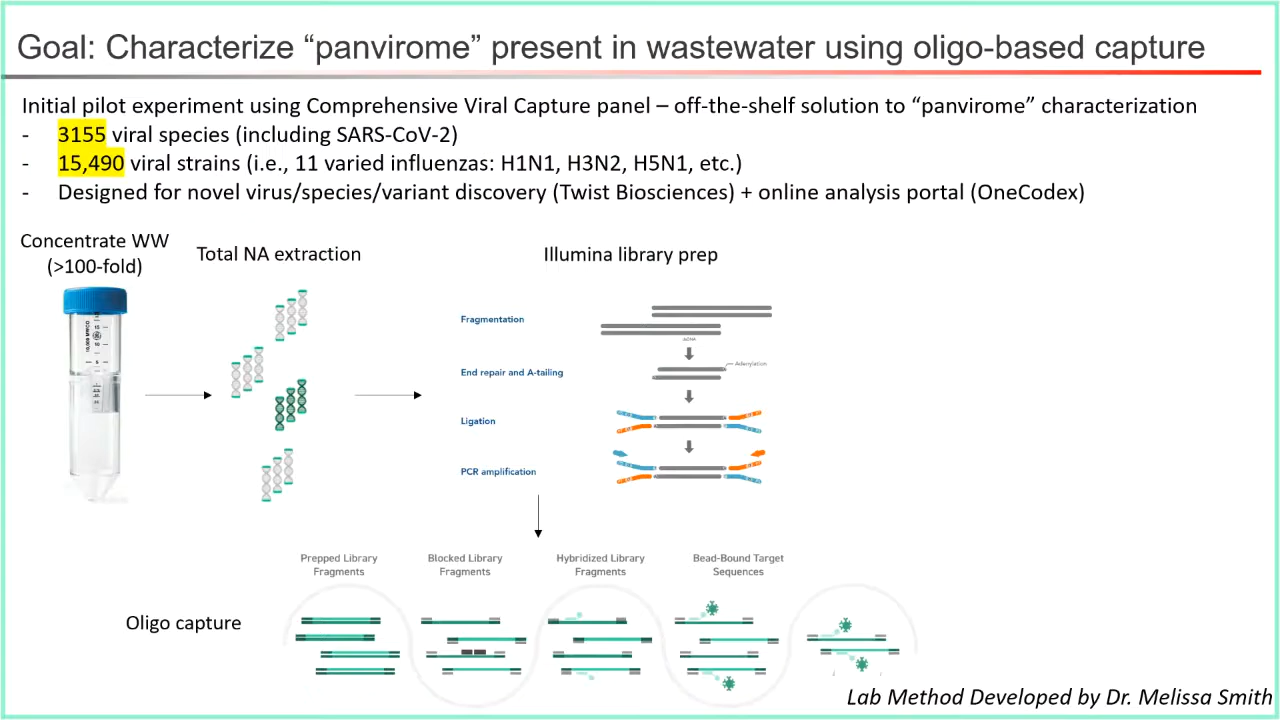 Goal: Characterize “panvirome” present in wastewater using oligo-based capture
Initial pilot experiment using Comprehensive Viral Capture panel – off-the-shelf solution to “panvirome” characterization
- 3155 viral species (including SARS-CoV-2)
- 15,490 viral strains (i.e., 11 varied influenzas: H1N1, H3N2, H5N1, etc.)
- Designed for novel virus/species/variant discovery (Twist Biosciences) + online analysis portal (OneCodex)
Concentrate WW
(>100-fold)
Total NA extraction
Illumina library prep
Fragmentation
End repair and A-tailing
Adenylation
Ligation
PCR amplification
Prepped Library
Fragments
Blocked Library
Fragments
Hybridized Library
Fragments
Bead-Bound Target
Sequences
Oligo capture
Lab Method Developed by Dr. Melissa Smith